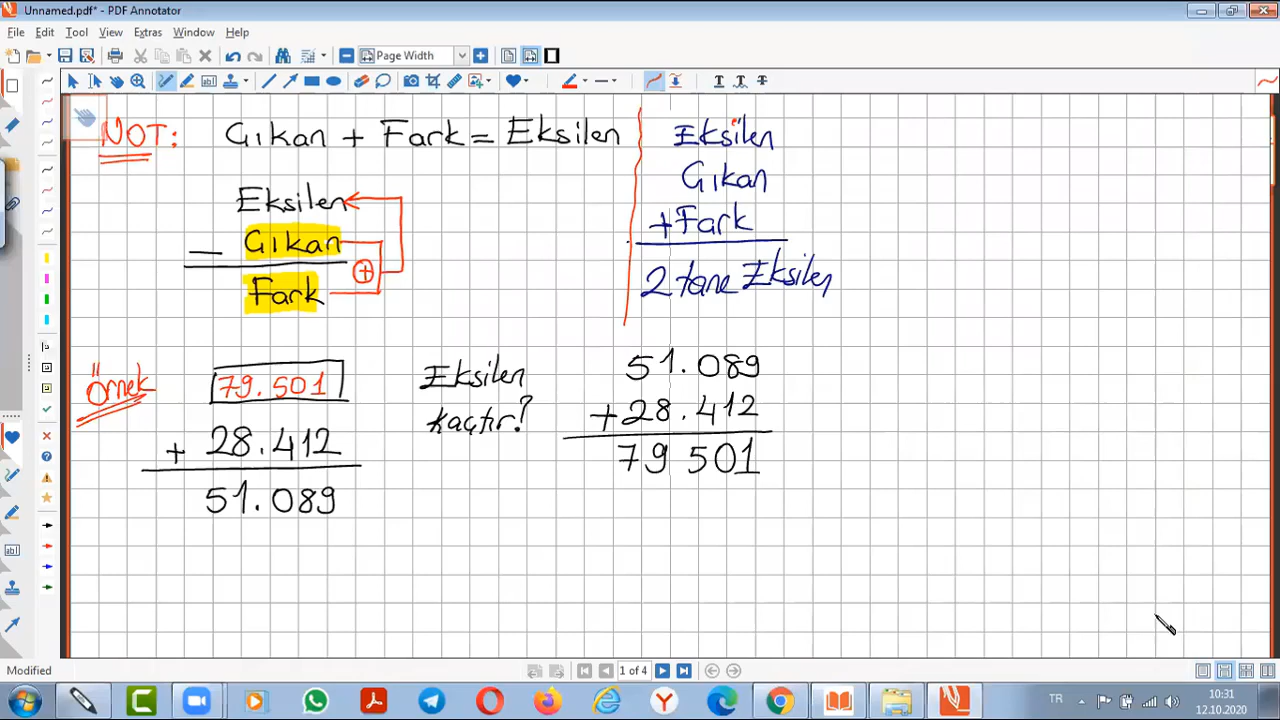 Unnamed.pdf* - PDF Annotator
File Edit Tool View Extras Window Help
Page Width
NOT: Çıkan + Fark = Eksilen
Eksilen
- Çıkan
Fark
+
Eksilen
Çıkan
+Fark
2 tane Eksilen
Örnek
79.501
+ 28.412
51.089
Eksilen
kaçtır?
51.089
+28.412
79 501
Modified
1 of 4
TR
10:31
12.10.2020